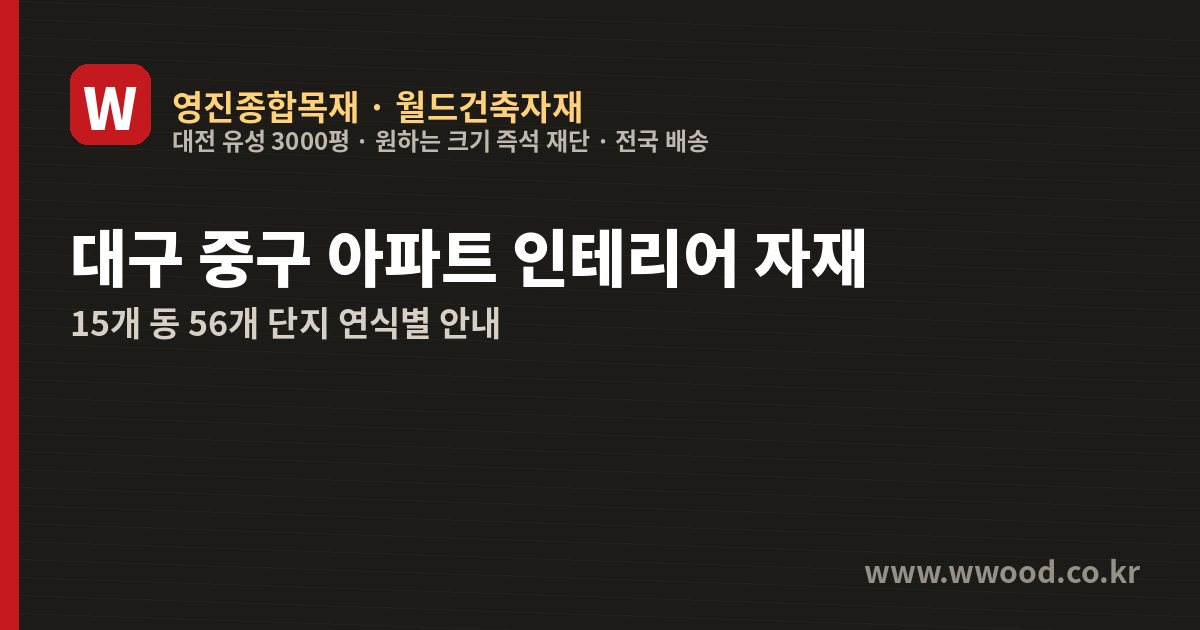 W
영진종합목재 · 월드건축자재
대전 유성 3000평 · 원하는 크기 즉석 재단 · 전국 배송
대구 중구 아파트 인테리어 자재
15개 동 56개 단지 연식별 안내
www.wwood.co.kr